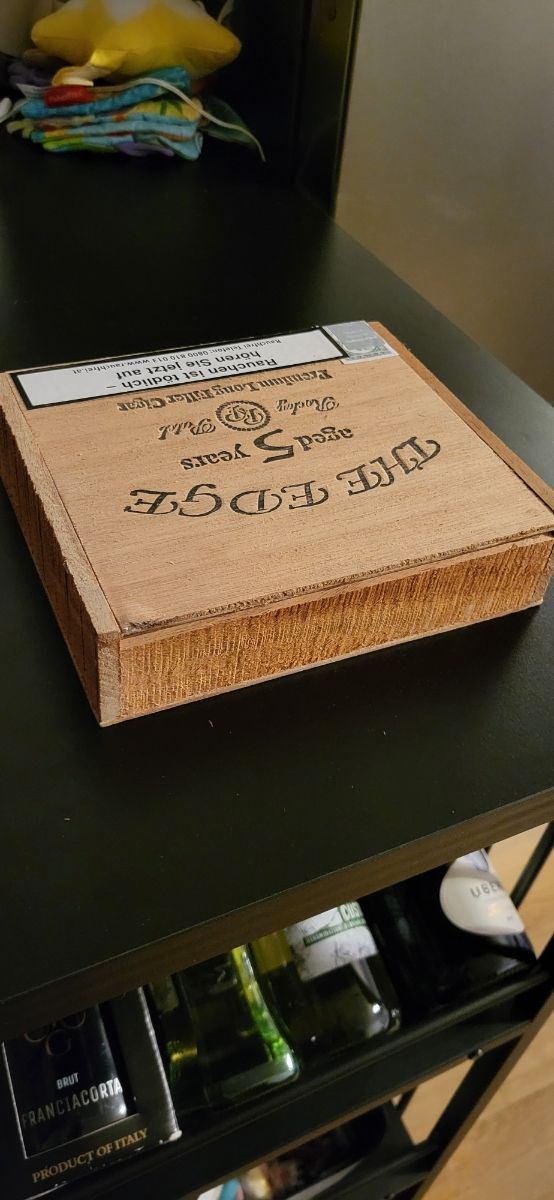 THE EDGE
aged 5 years
Rocky RP Patel
Premium Long Filler Cigar
Rauchen ist tödlich –
hören Sie jetzt auf
Rauchfrei Telefon: 0800 810 013 www.rauchfrei.at
BRUT
FRANCIACORTA
PRODUCT OF ITALY